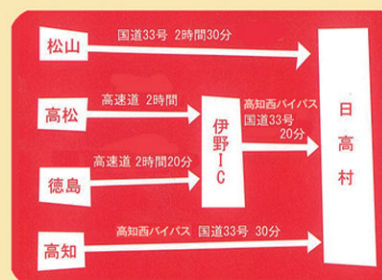 松山
国道33号 2時間30分
高松
高速道 2時間
徳島
高速道 2時間20分
伊野IC
高知西バイパス
国道33号
20分
高知
高知西バイパス 国道33号 30分
日高村